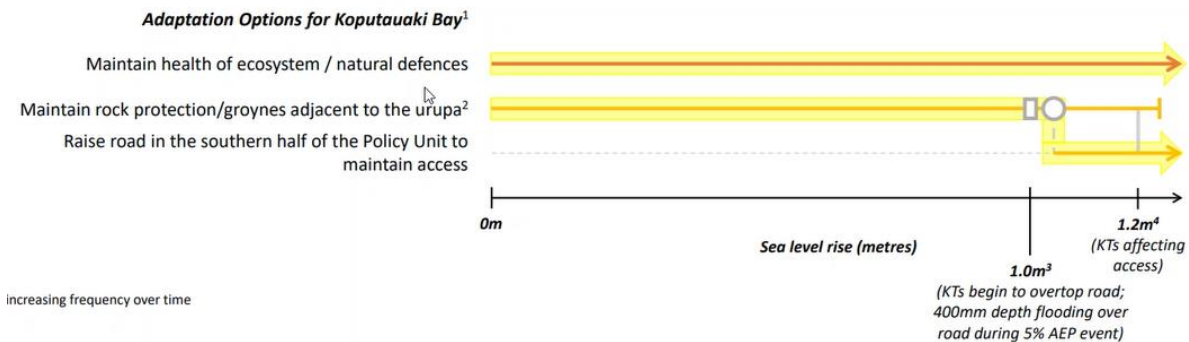 Adaptation Options for Koputauaki Bay¹
Maintain health of ecosystem / natural defences
Maintain rock protection/groynes adjacent to the urupa²
Raise road in the southern half of the Policy Unit to
maintain access
0m
Sea level rise (metres)
1.0m³
(KTs begin to overtop road;
400mm depth flooding over
road during 5% AEP event)
1.2m⁴
(KTs affecting
access)
increasing frequency over time